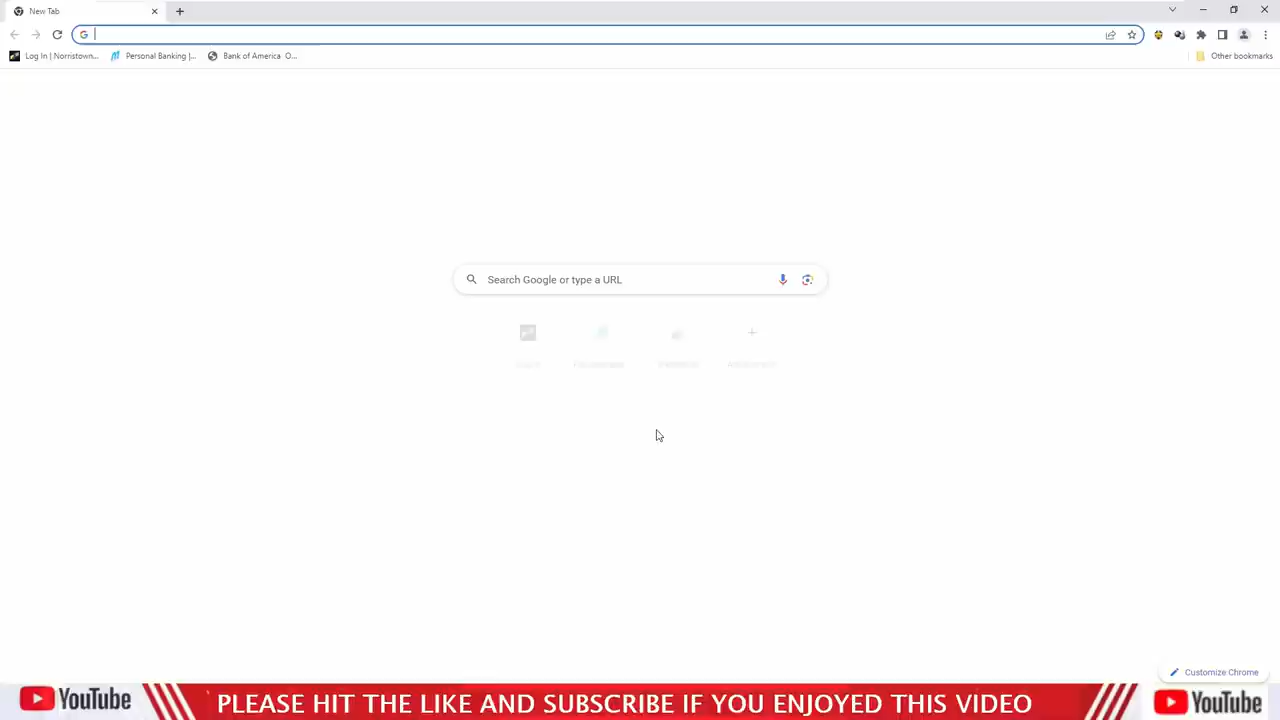 New Tab
Log In | Norristown...
Personal Banking |...
Bank of America O...
Other bookmarks
Search Google or type a URL
Customize Chrome
YouTube
PLEASE HIT THE LIKE AND SUBSCRIBE IF YOU ENJOYED THIS VIDEO
YouTube